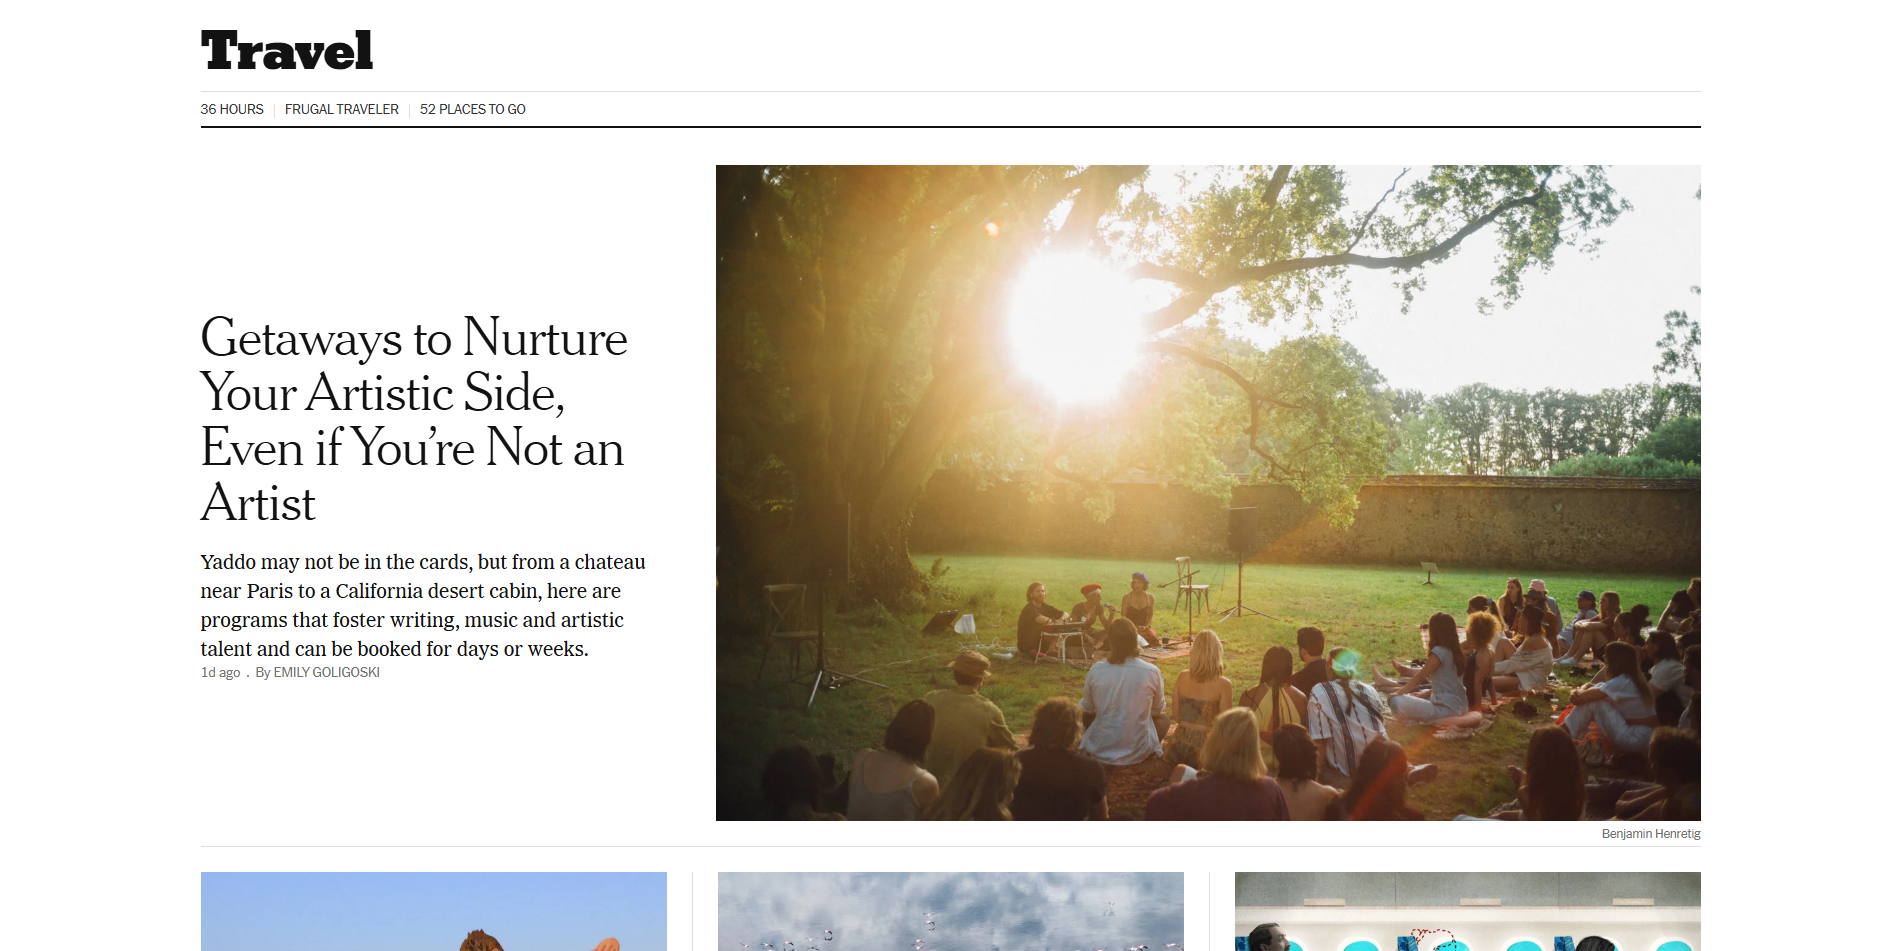 Travel
36 HOURS
FRUGAL TRAVELER
52 PLACES TO GO
Getaways to Nurture
Your Artistic Side,
Even if You’re Not an
Artist
Yaddo may not be in the cards, but from a chateau
near Paris to a California desert cabin, here are
programs that foster writing, music and artistic
talent and can be booked for days or weeks.
1d ago . By EMILY GOLIGOSKI
Benjamin Henretig